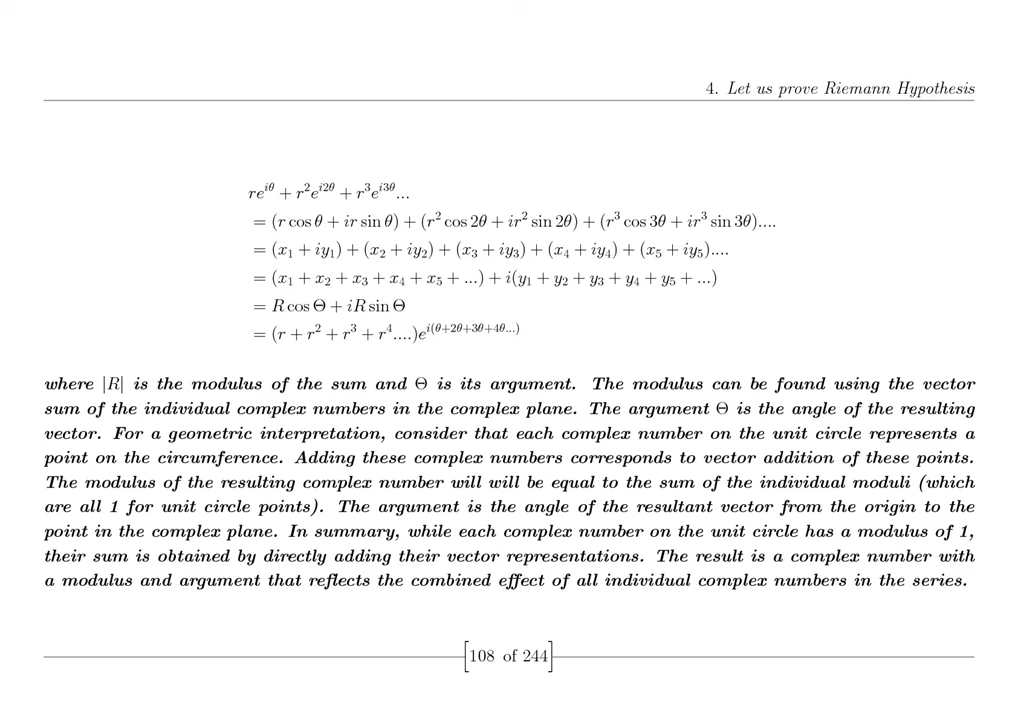 4. Let us prove Riemann Hypothesis
re^{iθ} + r^2e^{i2θ} + r^3e^{i3θ}...
= (r cos θ + ir sin θ) + (r^2 cos 2θ + ir^2 sin 2θ) + (r^3 cos 3θ + ir^3 sin 3θ)....
= (x_1 + iy_1) + (x_2 + iy_2) + (x_3 + iy_3) + (x_4 + iy_4) + (x_5 + iy_5)....
= (x_1 + x_2 + x_3 + x_4 + x_5 + ...) + i(y_1 + y_2 + y_3 + y_4 + y_5 + ...)
= R cos Θ + iR sin Θ
= (r + r^2 + r^3 + r^4....)e^{i(θ+2θ+3θ+4θ...)}
where |R| is the modulus of the sum and Θ is its argument. The modulus can be found using the vector
sum of the individual complex numbers in the complex plane. The argument Θ is the angle of the resulting
vector. For a geometric interpretation, consider that each complex number on the unit circle represents a
point on the circumference. Adding these complex numbers corresponds to vector addition of these points.
The modulus of the resulting complex number will will be equal to the sum of the individual moduli (which
are all 1 for unit circle points). The argument is the angle of the resultant vector from the origin to the
point in the complex plane. In summary, while each complex number on the unit circle has a modulus of 1,
their sum is obtained by directly adding their vector representations. The result is a complex number with
a modulus and argument that reflects the combined effect of all individual complex numbers in the series.
[108 of 244]